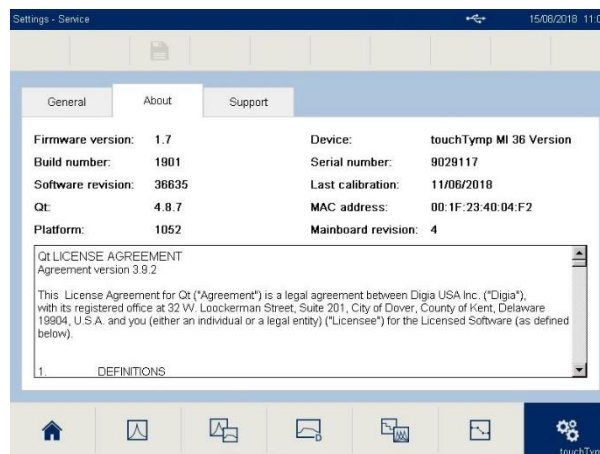 Settings - Service 15/08/2018 11:0
General About Support
Firmware version: 1.7 Device: touchTymp MI 36 Version
Build number: 1901 Serial number: 9029117
Software revision: 36635 Last calibration: 11/06/2018
Qt: 4.8.7 MAC address: 00:1F:23:40:04:F2
Platform: 1052 Mainboard revision: 4
Qt LICENSE AGREEMENT
Agreement version 3.9.2
This License Agreement for Qt ("Agreement") is a legal agreement between Digia USA Inc. ("Digia"),
with its registered office at 32 W. Loockerman Street, Suite 201, City of Dover, County of Kent, Delaware
19904, U.S.A. and you (either an individual or a legal entity) ("Licensee") for the Licensed Software (as defined
below).
1. DEFINITIONS
touchTym